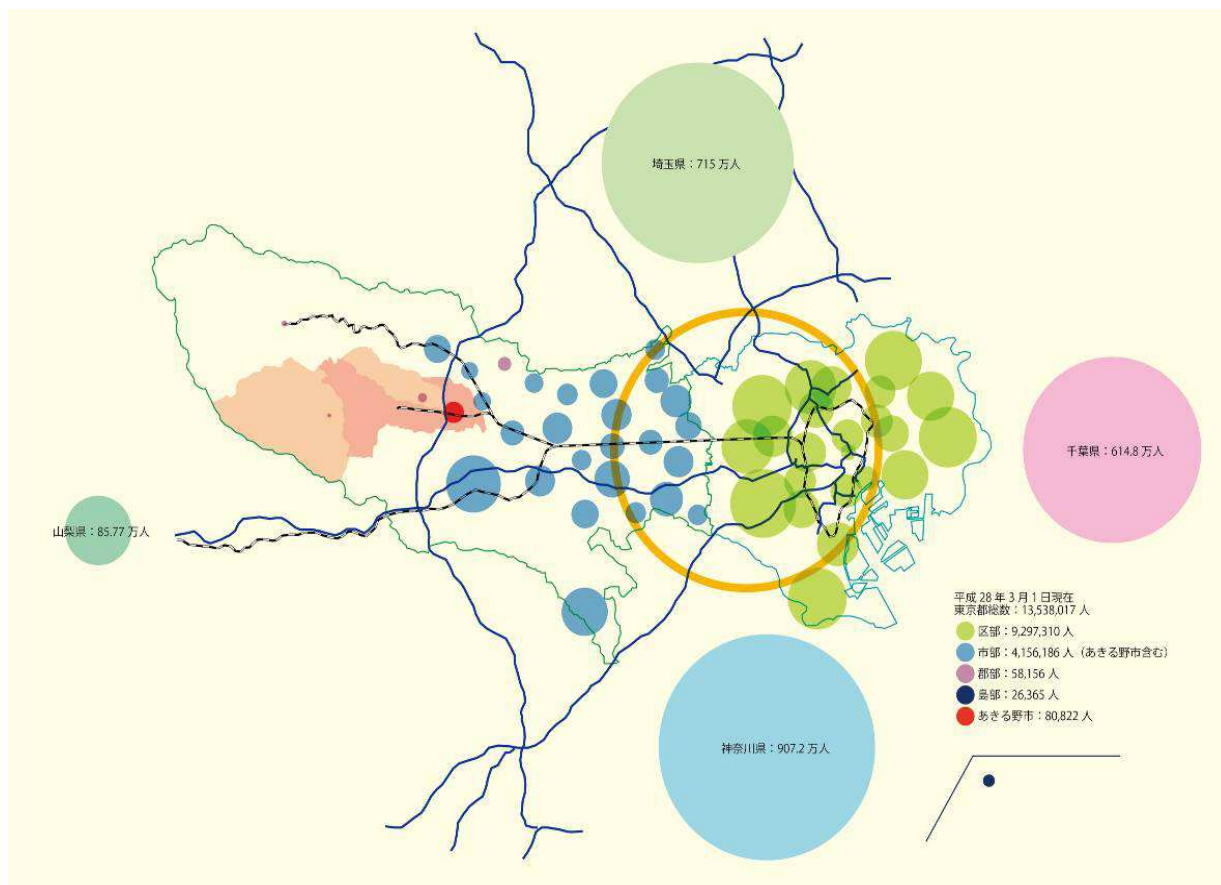 埼玉県：715 万人
千葉県：614.8 万人
山梨県：85.77 万人
平成 28 年 3 月 1 日現在
東京都総数：13,538,017 人
区部：9,297,310 人
市部：4,156,186 人（あきる野市含む）
郡部：58,156 人
島部：26,365 人
あきる野市：80,822 人
神奈川県：907.2 万人